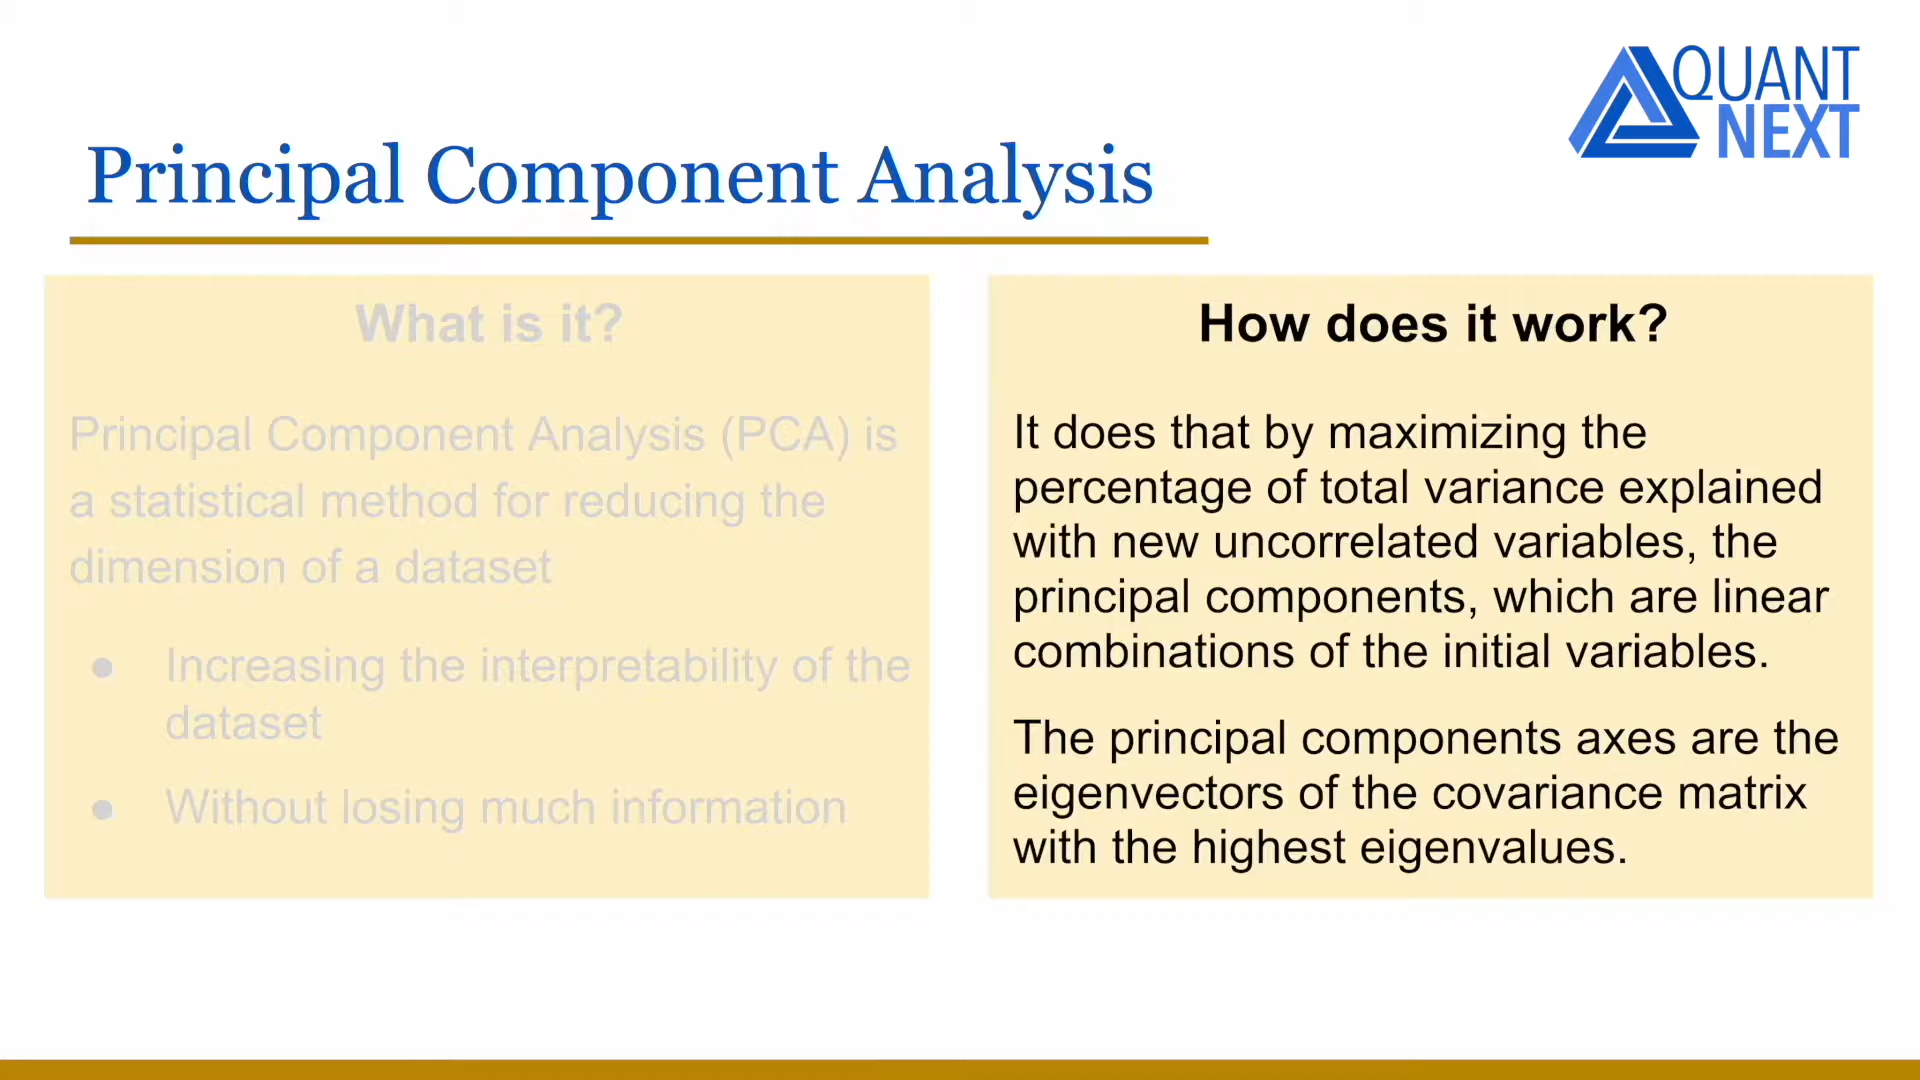 QUANT
NEXT
Principal Component Analysis
What is it?
Principal Component Analysis (PCA) is
a statistical method for reducing the
dimension of a dataset
● Increasing the interpretability of the
dataset
● Without losing much information
How does it work?
It does that by maximizing the
percentage of total variance explained
with new uncorrelated variables, the
principal components, which are linear
combinations of the initial variables.
The principal components axes are the
eigenvectors of the covariance matrix
with the highest eigenvalues.